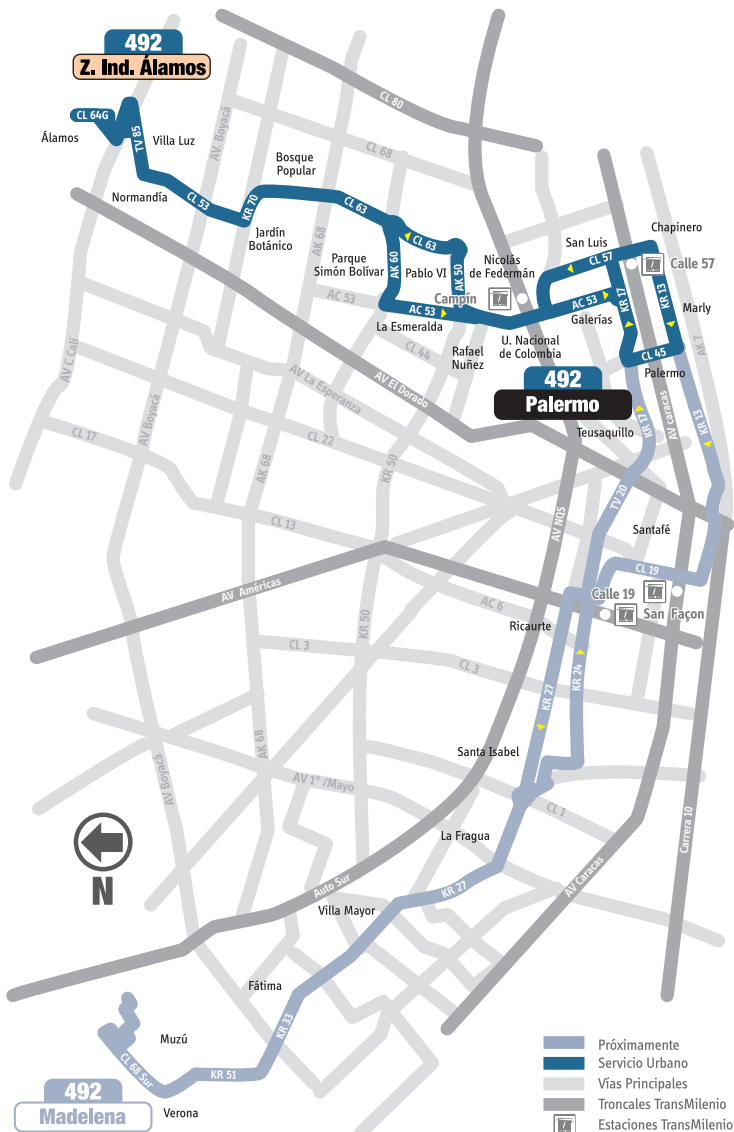 492
Z. Ind. Álamos
CL 80
CL 64G
Álamos
TV 85
Villa Luz
AV. Boyacá
CL 68
Bosque
Popular
Normandía
CL 53
KR 70
CL 63
Jardín
Botánico
AK 68
CL 63
Parque
Simón Bolívar
AK 60
Pablo VI
AK 50
Nicolás
de Federmán
San Luis
Chapinero
CL 57
Calle 57
Campín
AC 53
AC 53
La Esmeralda
AC 53
Galerías
KR 17
KR 13
Marly
U. Nacional
de Colombia
CL 44
Rafael
Nuñez
CL 45
Palermo
AK 7
AV C Cali
AV La Esperanza
AV El Dorado
492
Palermo
AV Boyacá
CL 17
CL 22
AK 68
KR 50
Teusaquillo
KR 17
AV caracas
KR 13
TV 20
CL 13
AV NQS
Santafé
CL 19
AV Américas
AC 6
Calle 19
San Façon
Ricaurte
KR 50
CL 3
CL 3
KR 24
KR 27
AK 68
Santa Isabel
AV Boyacá
AV 1° /Mayo
CL 1
Carrera 10
La Fragua
N
Auto Sur
KR 27
AV Caracas
Villa Mayor
Fátima
KR 33
Muzú
CL 68 Sur
KR 51
492
Madelena
Verona
Próximamente
Servicio Urbano
Vías Principales
Troncales TransMilenio
Estaciones TransMilenio